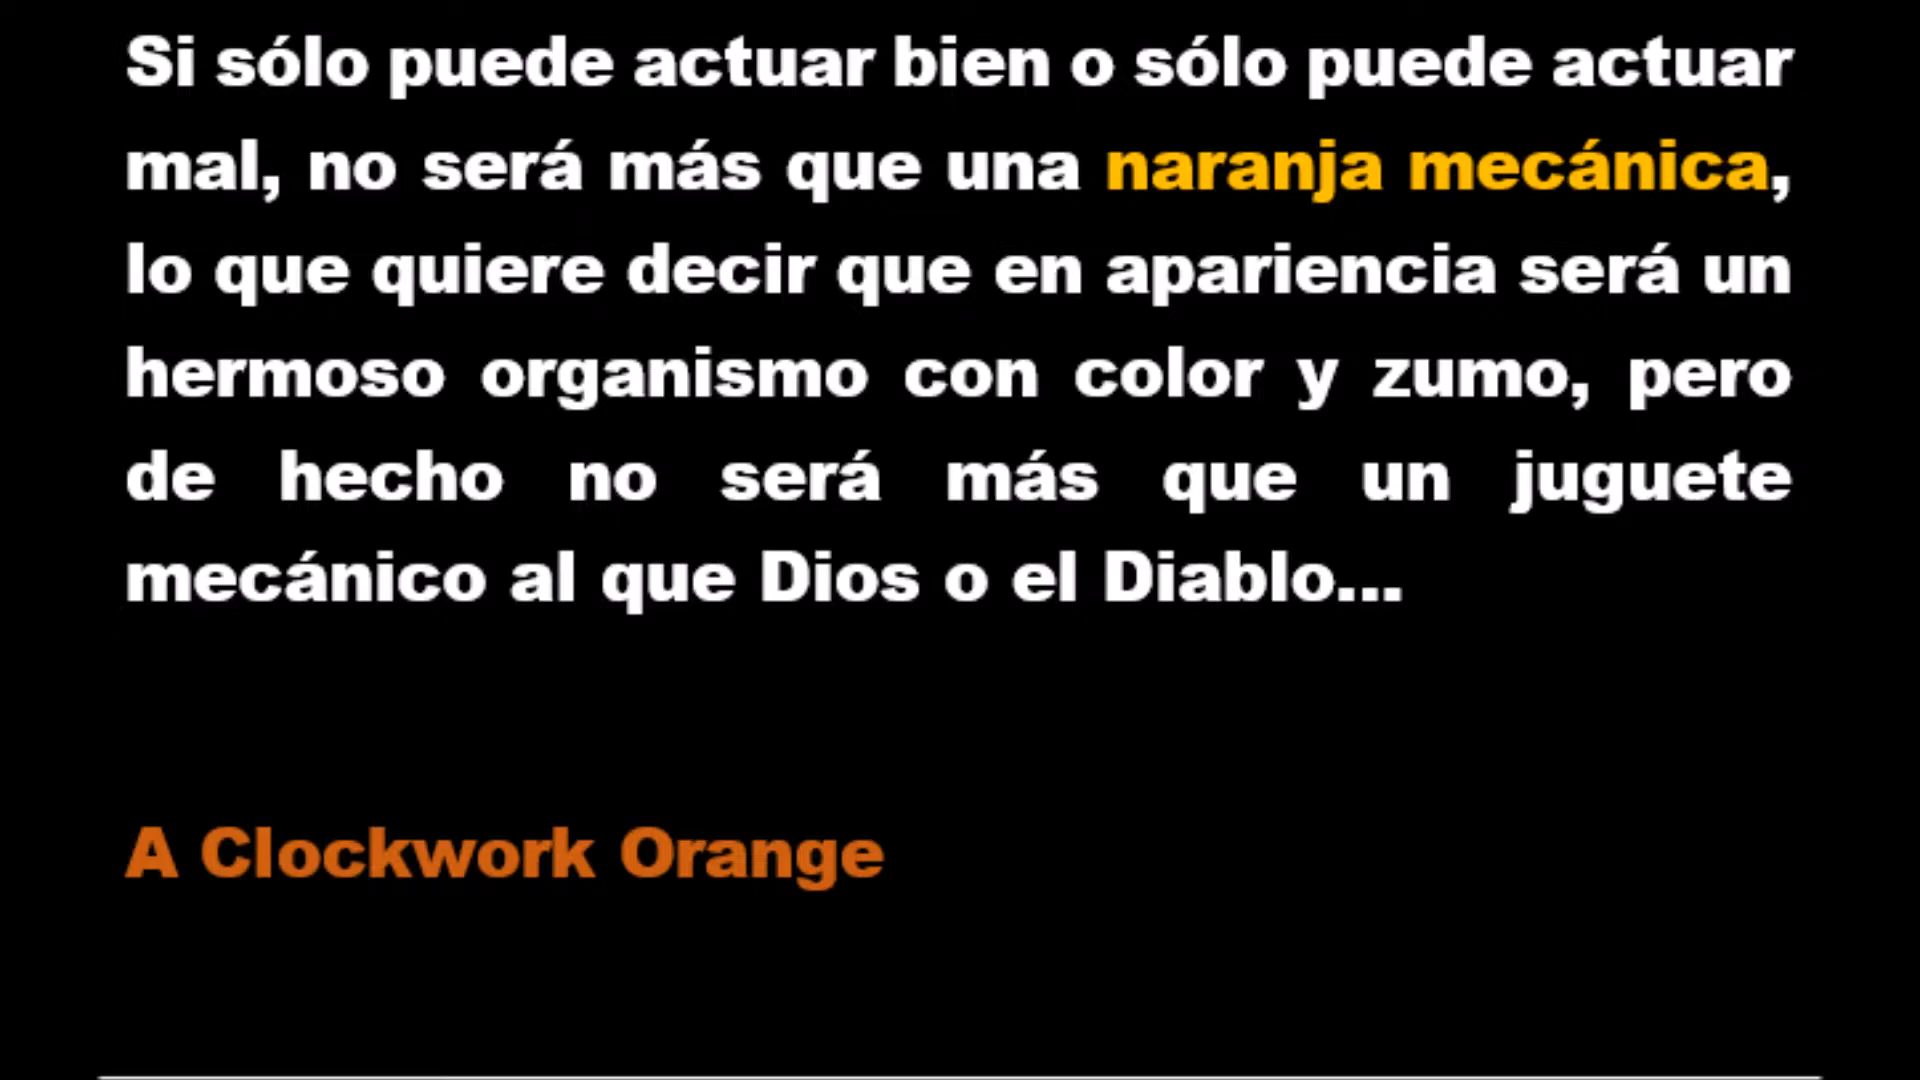 Si sólo puede actuar bien o sólo puede actuar
mal, no será más que una naranja mecánica,
lo que quiere decir que en apariencia será un
hermoso organismo con color y zumo, pero
de hecho no será más que un juguete
mecánico al que Dios o el Diablo...
A Clockwork Orange